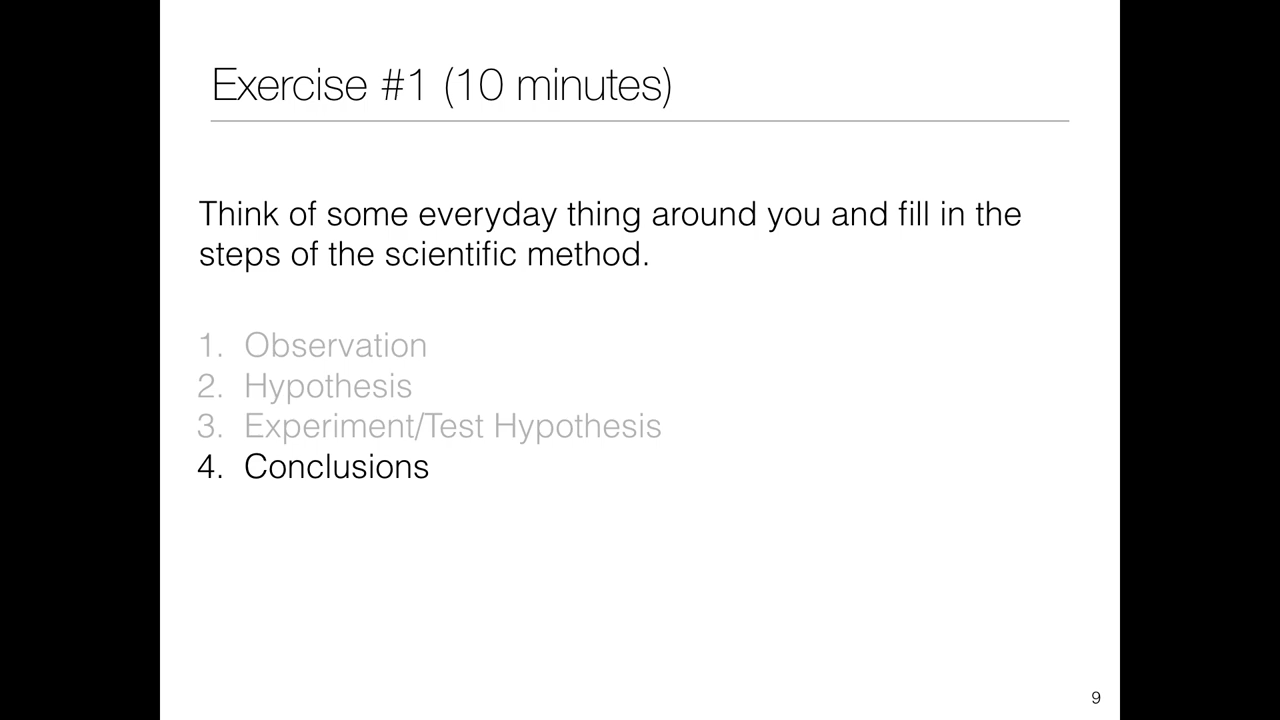 Exercise #1 (10 minutes)
Think of some everyday thing around you and fill in the
steps of the scientific method.
1. Observation
2. Hypothesis
3. Experiment/Test Hypothesis
4. Conclusions
9